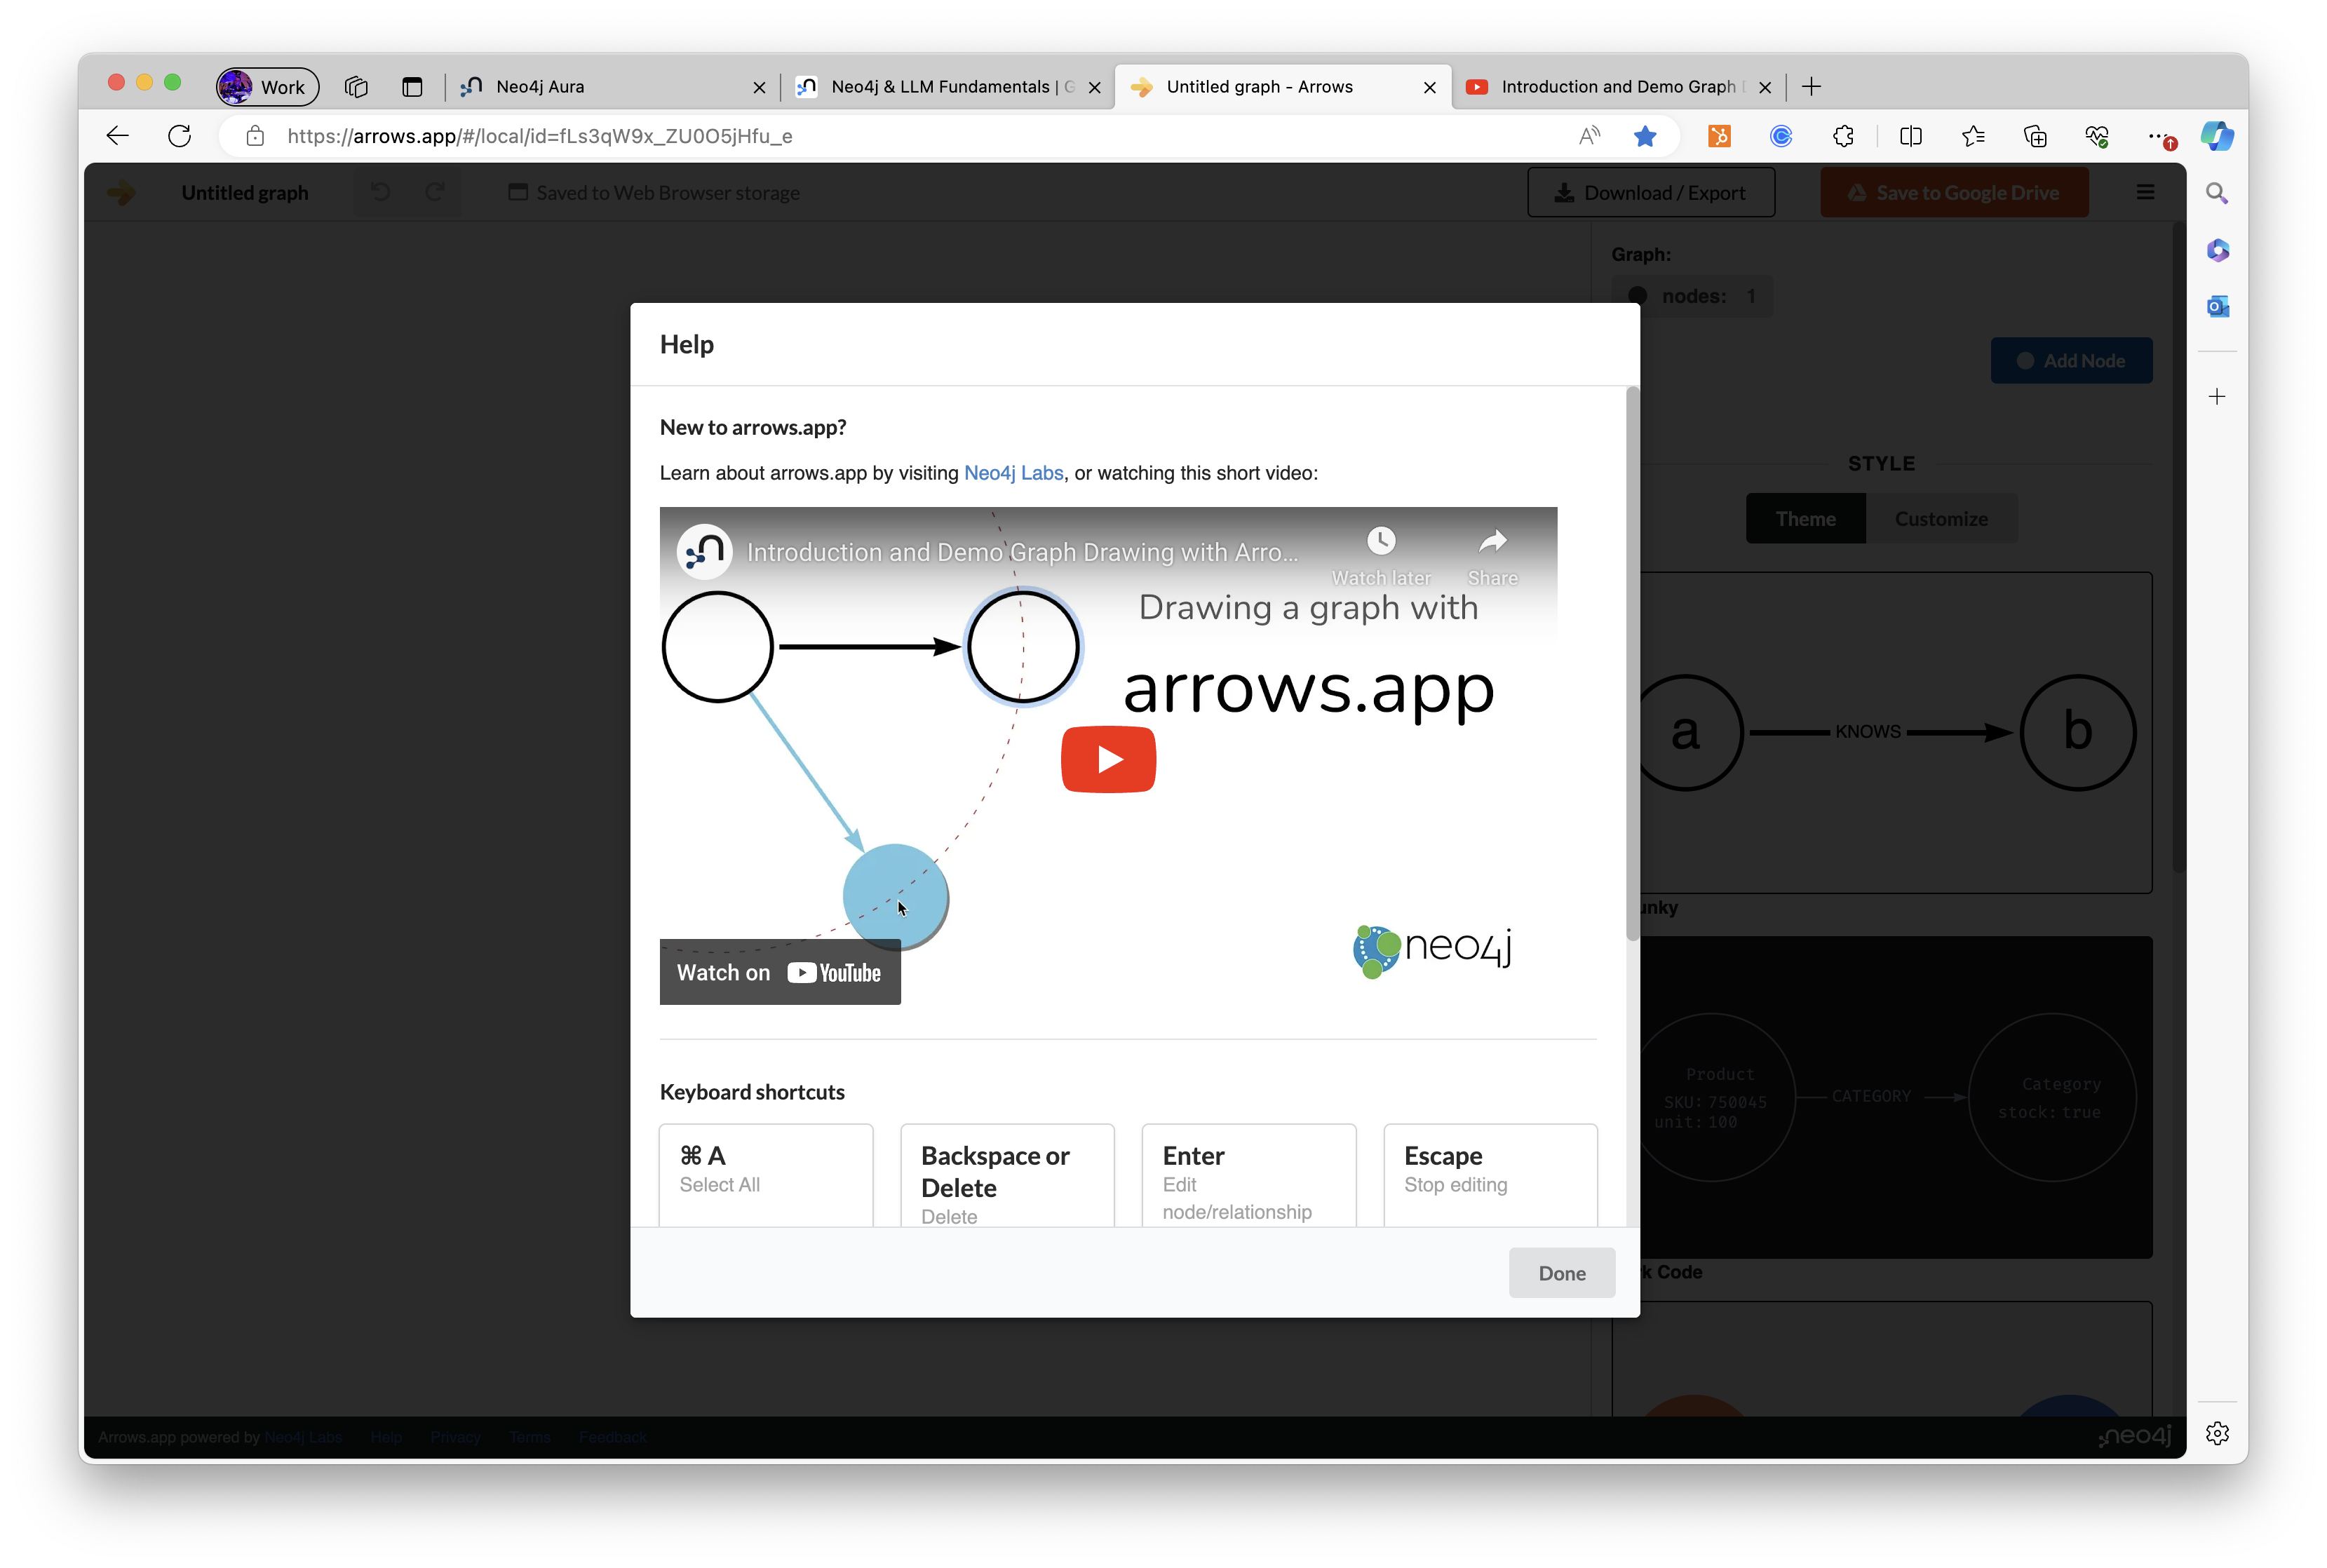 Work
Neo4j Aura
Neo4j & LLM Fundamentals | G
Untitled graph - Arrows
Introduction and Demo Graph
https://arrows.app/#/local/id=fLs3qW9x_ZU0O5jHfu_e
Untitled graph
Saved to Web Browser storage
Download / Export
Save to Google Drive
Graph:
nodes: 1
Add Node
STYLE
Theme
Customize
a
KNOWS
b
unky
Product
SKU: 750045
unit: 100
CATEGORY
Category
stock: true
k Code
Help
New to arrows.app?
Learn about arrows.app by visiting Neo4j Labs, or watching this short video:
Introduction and Demo Graph Drawing with Arro...
Watch later
Share
Drawing a graph with
arrows.app
neo4j
Watch on YouTube
Keyboard shortcuts
⌘ A
Select All
Backspace or
Delete
Delete
Enter
Edit
node/relationship
Escape
Stop editing
Done
Arrows.app powered by Neo4j Labs
Help
Privacy
Terms
Feedback
neo4j